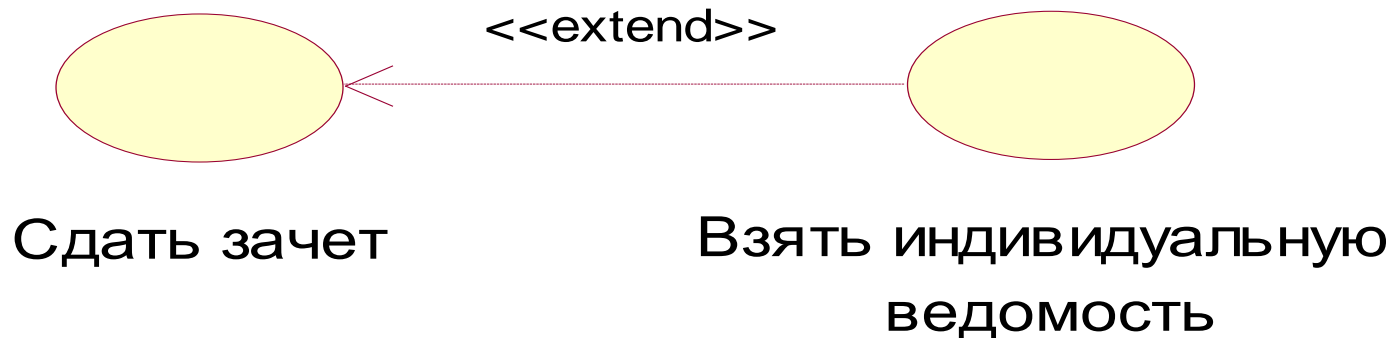 <<extend>>
Сдать зачет
Взять индивидуальную
ведомость